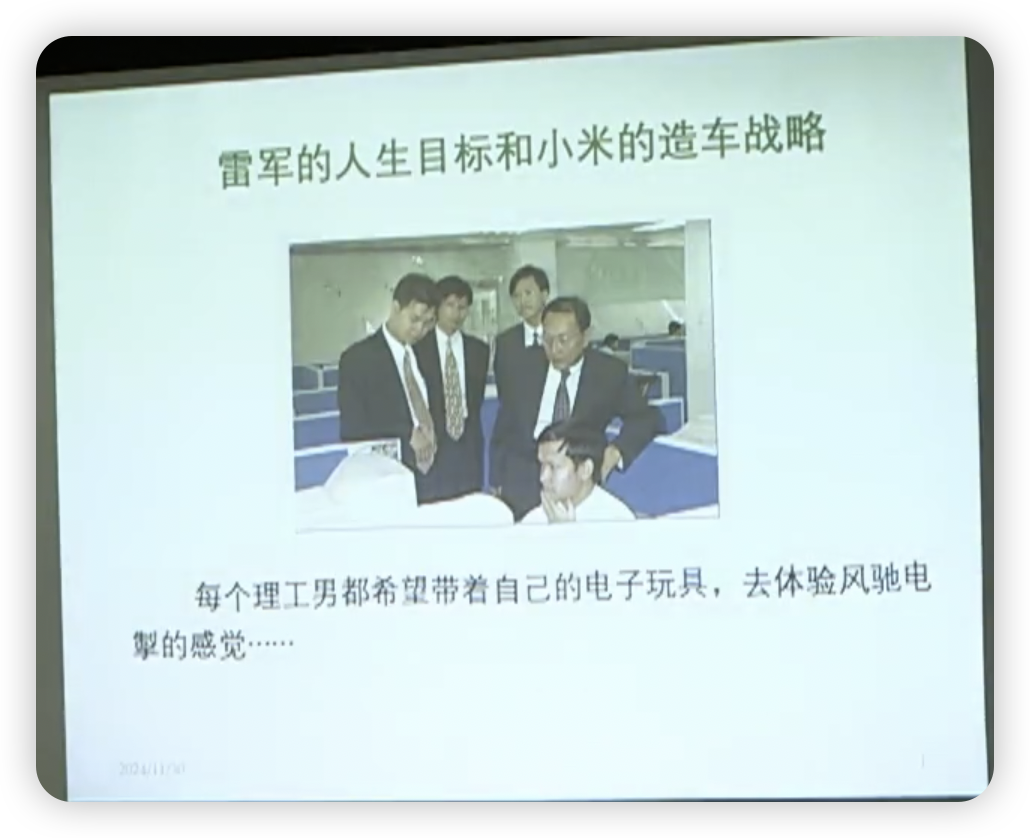 雷军的人生目标和小米的造车战略
每个理工男都希望带着自己的电子玩具，去体验风驰电
掣的感觉……
2024/11/30
1